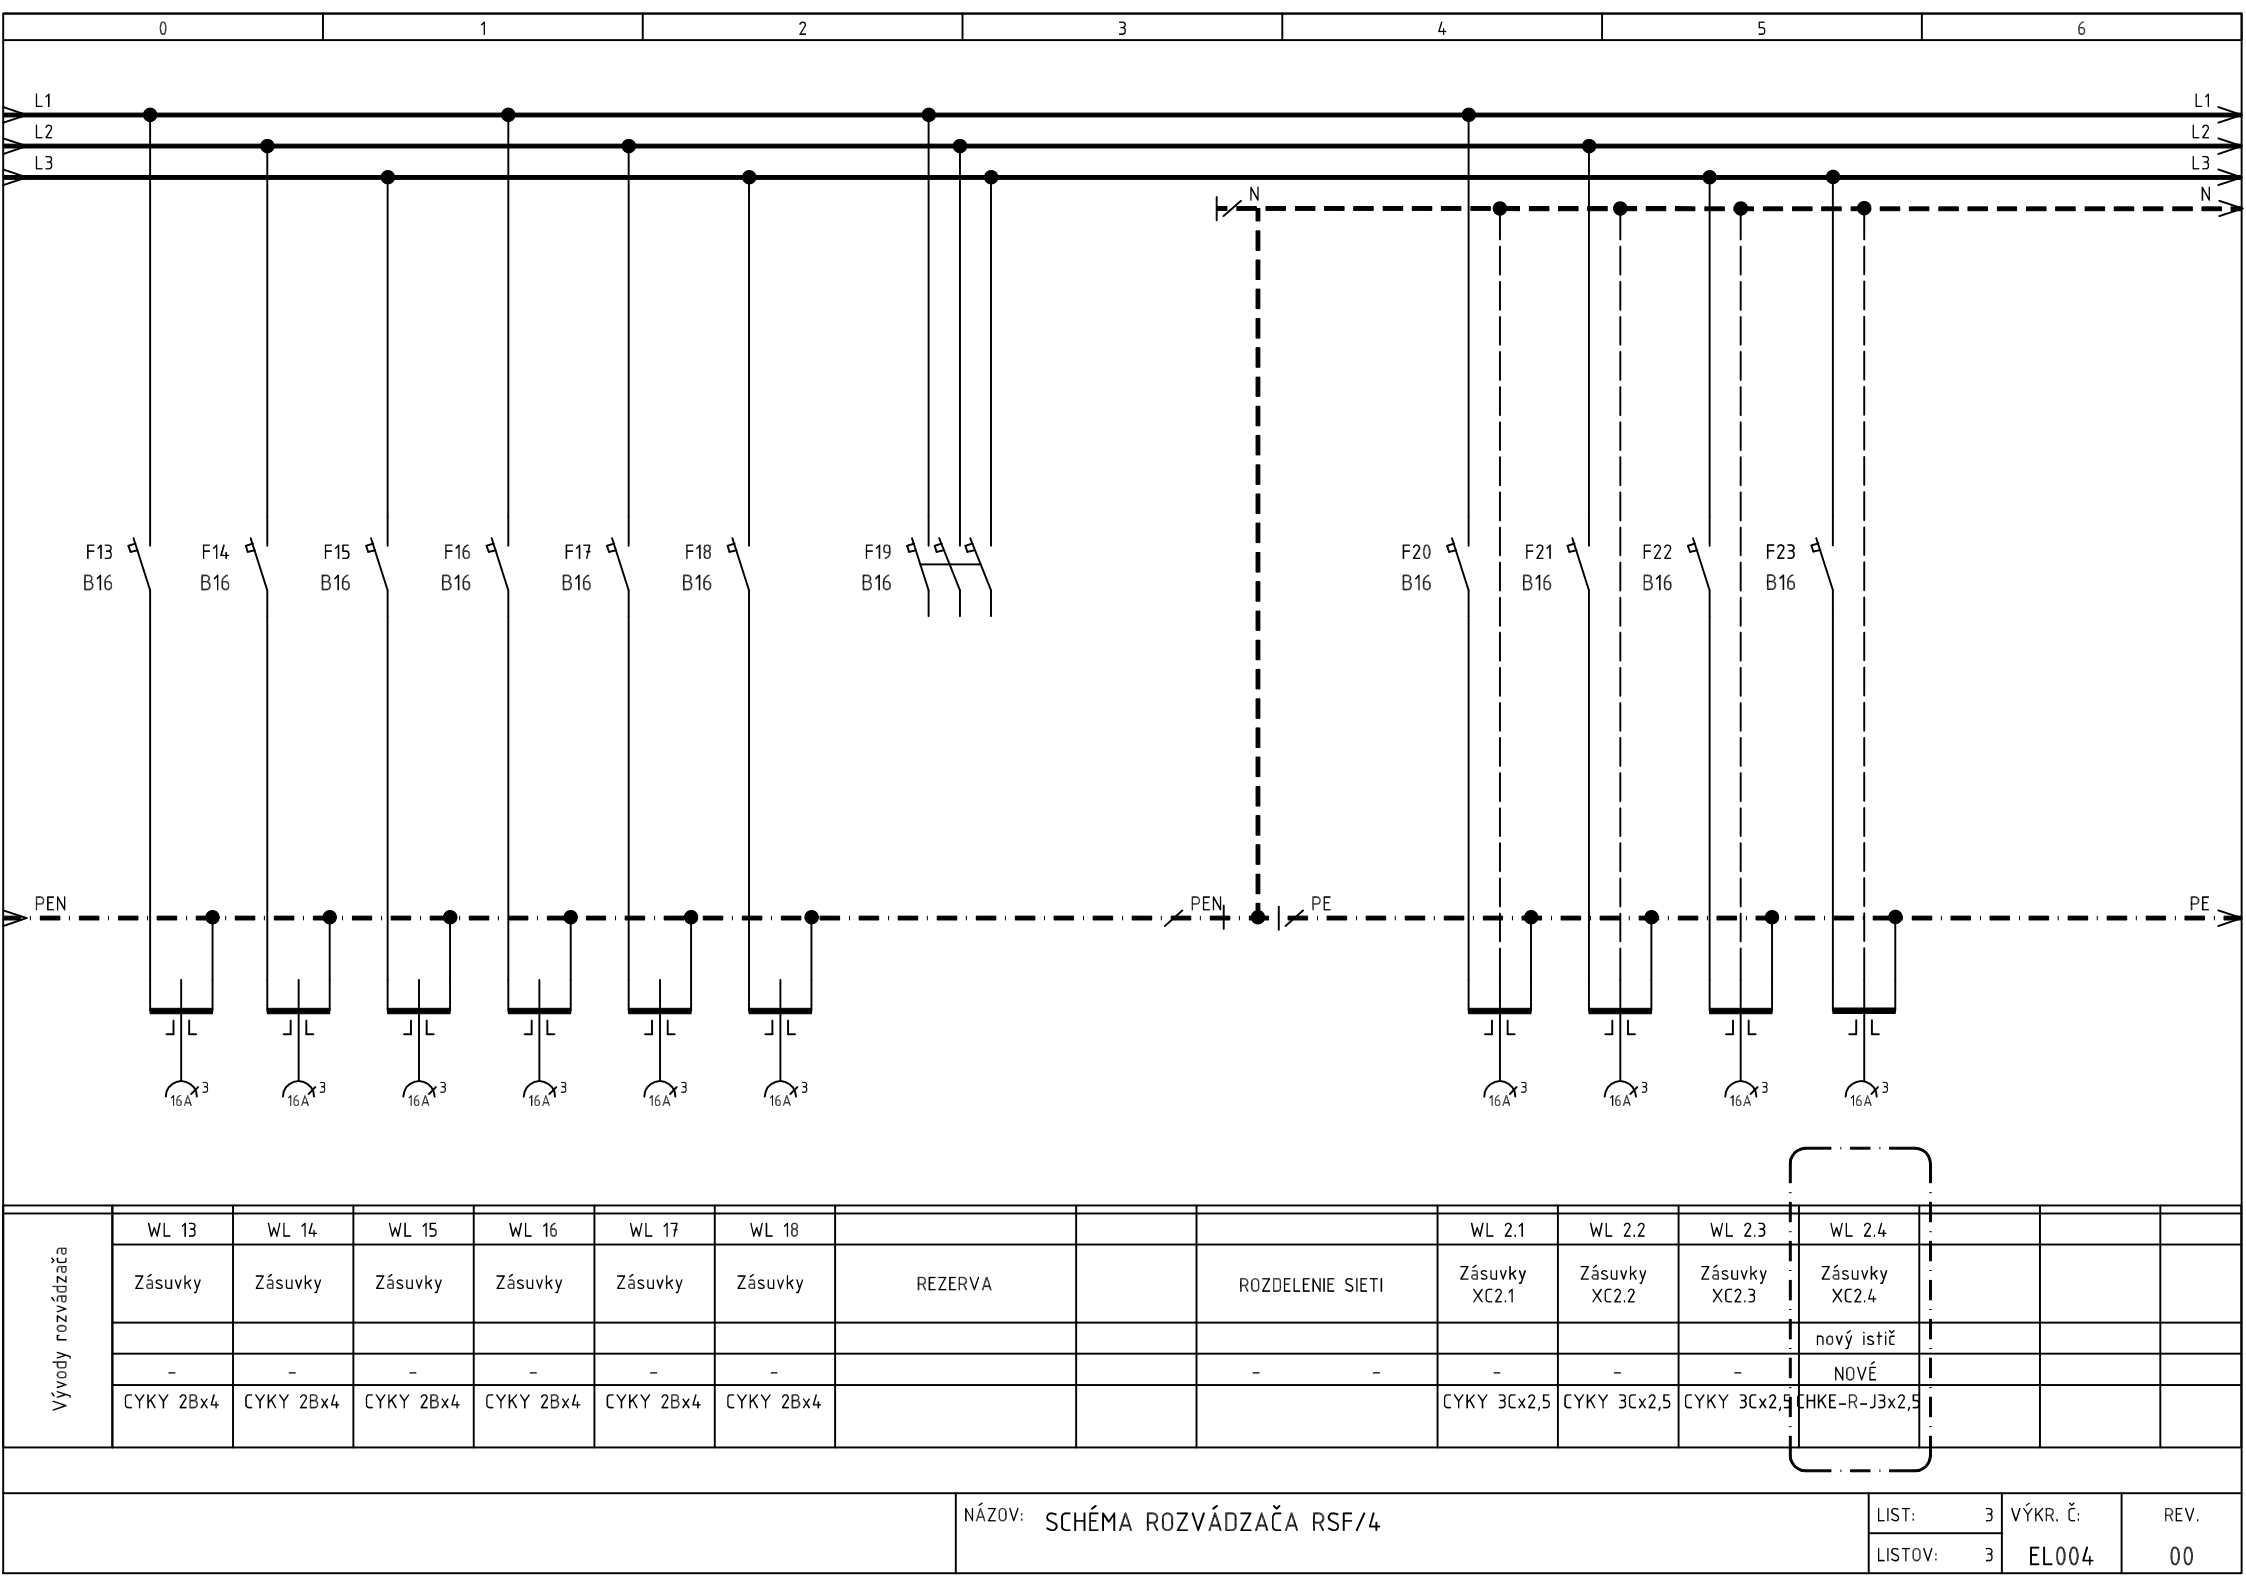 0 1 2 3 4 5 6
L1 L1
L2 L2
L3 L3
N N
F13 F14 F15 F16 F17 F18 F19 F20 F21 F22 F23
B16 B16 B16 B16 B16 B16 B16 B16 B16 B16 B16
PEN PEN PE PE
3 3 3 3 3 3 3 3 3 3
16A 16A 16A 16A 16A 16A 16A 16A 16A 16A
Vývody rozvádzača
WL 13 WL 14 WL 15 WL 16 WL 17 WL 18 WL 2.1 WL 2.2 WL 2.3 WL 2.4
Zásuvky Zásuvky Zásuvky Zásuvky Zásuvky Zásuvky REZERVA ROZDELENIE SIETI Zásuvky Zásuvky Zásuvky Zásuvky
XC2.1 XC2.2 XC2.3 XC2.4
nový istič
- - - - - - - - - - - NOVÉ
CYKY 2Bx4 CYKY 2Bx4 CYKY 2Bx4 CYKY 2Bx4 CYKY 2Bx4 CYKY 2Bx4 CYKY 3Cx2,5 CYKY 3Cx2,5 CYKY 3Cx2,5 CHKE-R-J3x2,5
NÁZOV: SCHÉMA ROZVÁDZAČA RSF/4
LIST: 3 VÝKR. Č: REV.
LISTOV: 3 EL004 00